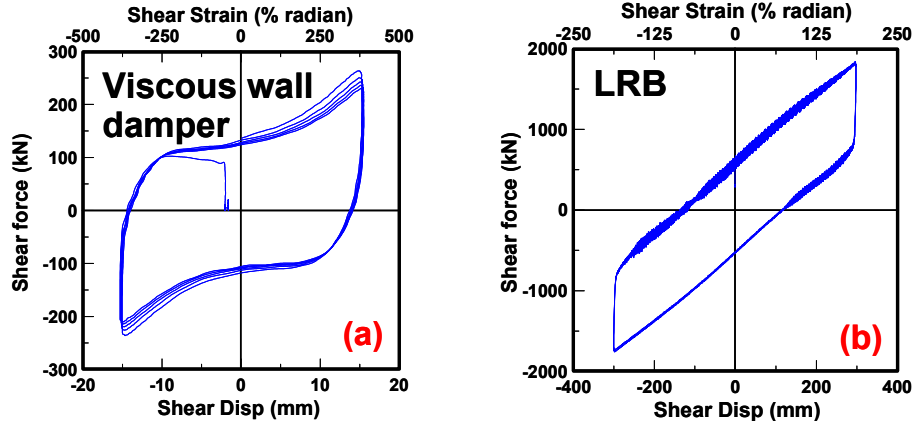 Shear Strain (% radian)
-500 -250 0 250 500
300
200
100
0
-100
-200
-300
Shear force (kN)
Viscous wall
damper
(a)
-20 -10 0 10 20
Shear Disp (mm)
Shear Strain (% radian)
-250 -125 0 125 250
2000
1000
0
-1000
-2000
Shear force (kN)
LRB
(b)
-400 -200 0 200 400
Shear Disp (mm)